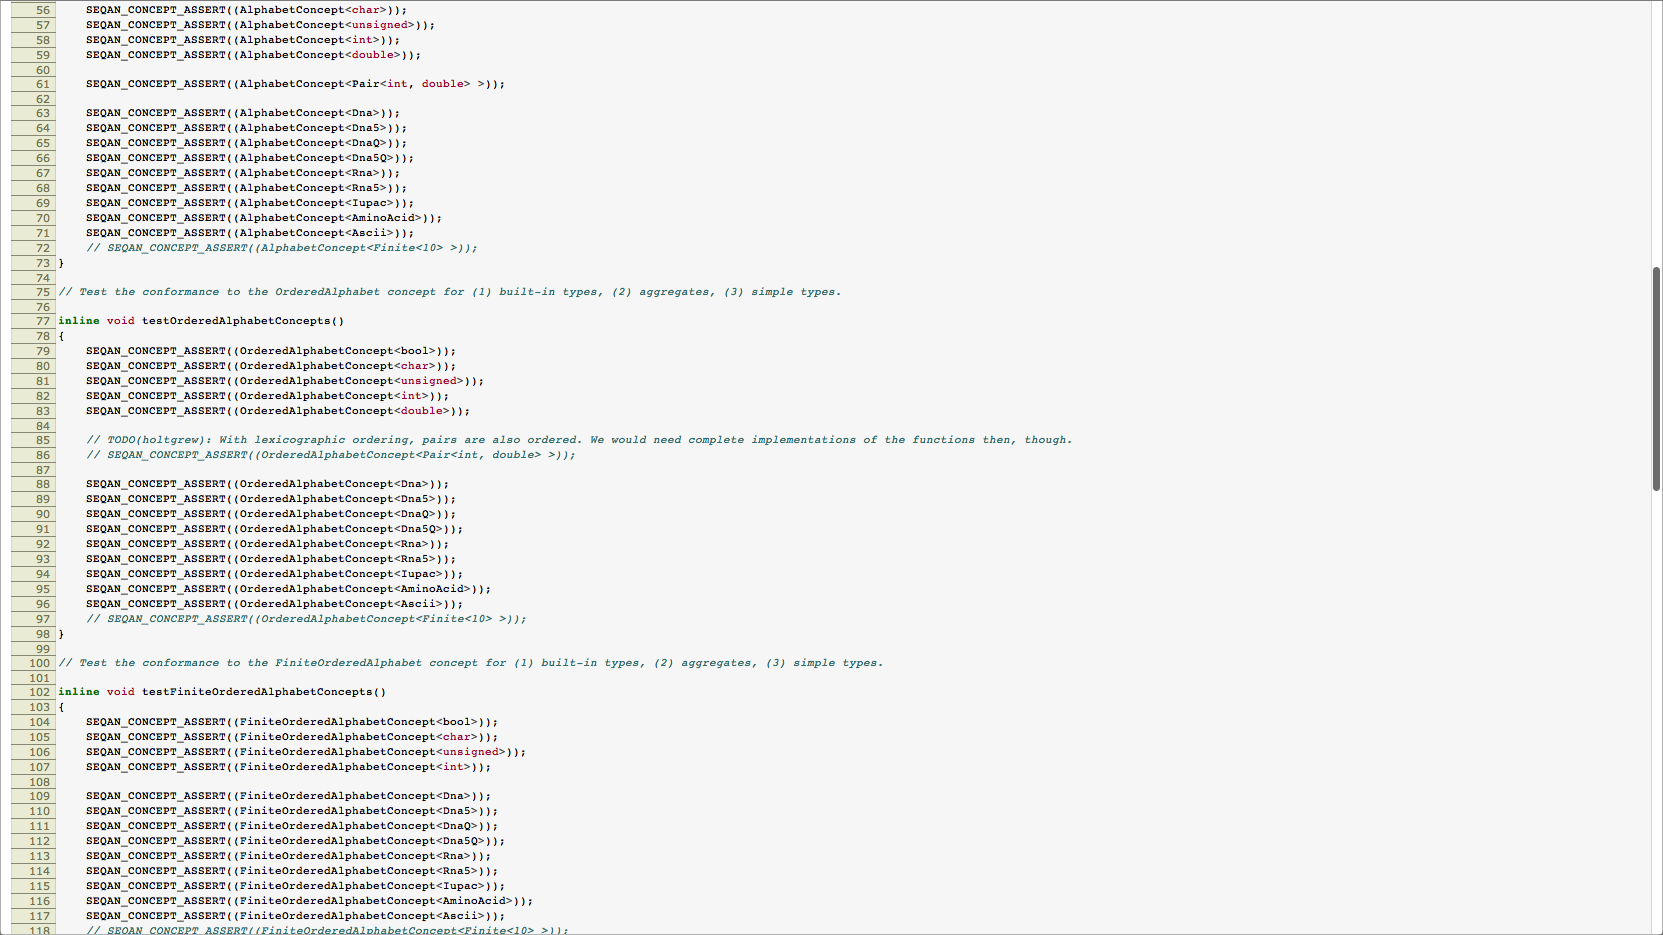 56 SEQAN_CONCEPT_ASSERT((AlphabetConcept<char>));
57 SEQAN_CONCEPT_ASSERT((AlphabetConcept<unsigned>));
58 SEQAN_CONCEPT_ASSERT((AlphabetConcept<int>));
59 SEQAN_CONCEPT_ASSERT((AlphabetConcept<double>));
60
61 SEQAN_CONCEPT_ASSERT((AlphabetConcept<Pair<int, double> >));
62
63 SEQAN_CONCEPT_ASSERT((AlphabetConcept<Dna>));
64 SEQAN_CONCEPT_ASSERT((AlphabetConcept<Dna5>));
65 SEQAN_CONCEPT_ASSERT((AlphabetConcept<DnaQ>));
66 SEQAN_CONCEPT_ASSERT((AlphabetConcept<Dna5Q>));
67 SEQAN_CONCEPT_ASSERT((AlphabetConcept<Rna>));
68 SEQAN_CONCEPT_ASSERT((AlphabetConcept<Rna5>));
69 SEQAN_CONCEPT_ASSERT((AlphabetConcept<Iupac>));
70 SEQAN_CONCEPT_ASSERT((AlphabetConcept<AminoAcid>));
71 SEQAN_CONCEPT_ASSERT((AlphabetConcept<Ascii>));
72 // SEQAN_CONCEPT_ASSERT((AlphabetConcept<Finite<10> >));
73 }
74
75 // Test the conformance to the OrderedAlphabet concept for (1) built-in types, (2) aggregates, (3) simple types.
76
77 inline void testOrderedAlphabetConcepts()
78 {
79 SEQAN_CONCEPT_ASSERT((OrderedAlphabetConcept<bool>));
80 SEQAN_CONCEPT_ASSERT((OrderedAlphabetConcept<char>));
81 SEQAN_CONCEPT_ASSERT((OrderedAlphabetConcept<unsigned>));
82 SEQAN_CONCEPT_ASSERT((OrderedAlphabetConcept<int>));
83 SEQAN_CONCEPT_ASSERT((OrderedAlphabetConcept<double>));
84
85 // TODO(holtgrew): With lexicographic ordering, pairs are also ordered. We would need complete implementations of the functions then, though.
86 // SEQAN_CONCEPT_ASSERT((OrderedAlphabetConcept<Pair<int, double> >));
87
88 SEQAN_CONCEPT_ASSERT((OrderedAlphabetConcept<Dna>));
89 SEQAN_CONCEPT_ASSERT((OrderedAlphabetConcept<Dna5>));
90 SEQAN_CONCEPT_ASSERT((OrderedAlphabetConcept<DnaQ>));
91 SEQAN_CONCEPT_ASSERT((OrderedAlphabetConcept<Dna5Q>));
92 SEQAN_CONCEPT_ASSERT((OrderedAlphabetConcept<Rna>));
93 SEQAN_CONCEPT_ASSERT((OrderedAlphabetConcept<Rna5>));
94 SEQAN_CONCEPT_ASSERT((OrderedAlphabetConcept<Iupac>));
95 SEQAN_CONCEPT_ASSERT((OrderedAlphabetConcept<AminoAcid>));
96 SEQAN_CONCEPT_ASSERT((OrderedAlphabetConcept<Ascii>));
97 // SEQAN_CONCEPT_ASSERT((OrderedAlphabetConcept<Finite<10> >));
98 }
99
100 // Test the conformance to the FiniteOrderedAlphabet concept for (1) built-in types, (2) aggregates, (3) simple types.
101
102 inline void testFiniteOrderedAlphabetConcepts()
103 {
104 SEQAN_CONCEPT_ASSERT((FiniteOrderedAlphabetConcept<bool>));
105 SEQAN_CONCEPT_ASSERT((FiniteOrderedAlphabetConcept<char>));
106 SEQAN_CONCEPT_ASSERT((FiniteOrderedAlphabetConcept<unsigned>));
107 SEQAN_CONCEPT_ASSERT((FiniteOrderedAlphabetConcept<int>));
108
109 SEQAN_CONCEPT_ASSERT((FiniteOrderedAlphabetConcept<Dna>));
110 SEQAN_CONCEPT_ASSERT((FiniteOrderedAlphabetConcept<Dna5>));
111 SEQAN_CONCEPT_ASSERT((FiniteOrderedAlphabetConcept<DnaQ>));
112 SEQAN_CONCEPT_ASSERT((FiniteOrderedAlphabetConcept<Dna5Q>));
113 SEQAN_CONCEPT_ASSERT((FiniteOrderedAlphabetConcept<Rna>));
114 SEQAN_CONCEPT_ASSERT((FiniteOrderedAlphabetConcept<Rna5>));
115 SEQAN_CONCEPT_ASSERT((FiniteOrderedAlphabetConcept<Iupac>));
116 SEQAN_CONCEPT_ASSERT((FiniteOrderedAlphabetConcept<AminoAcid>));
117 SEQAN_CONCEPT_ASSERT((FiniteOrderedAlphabetConcept<Ascii>));
118 // SEQAN_CONCEPT_ASSERT((FiniteOrderedAlphabetConcept<Finite<10> >));